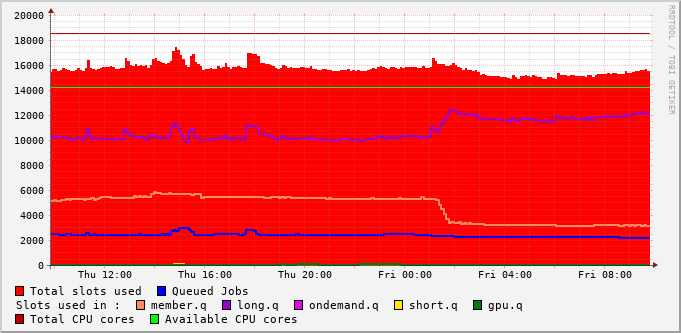 20000
18000
16000
14000
12000
10000
8000
6000
4000
2000
0
Thu 12:00 Thu 16:00 Thu 20:00 Fri 00:00 Fri 04:00 Fri 08:00
RRDTOOL / TOBI OETIKER
Total slots used Queued Jobs
Slots used in : member.q long.q ondemand.q short.q gpu.q
Total CPU cores Available CPU cores